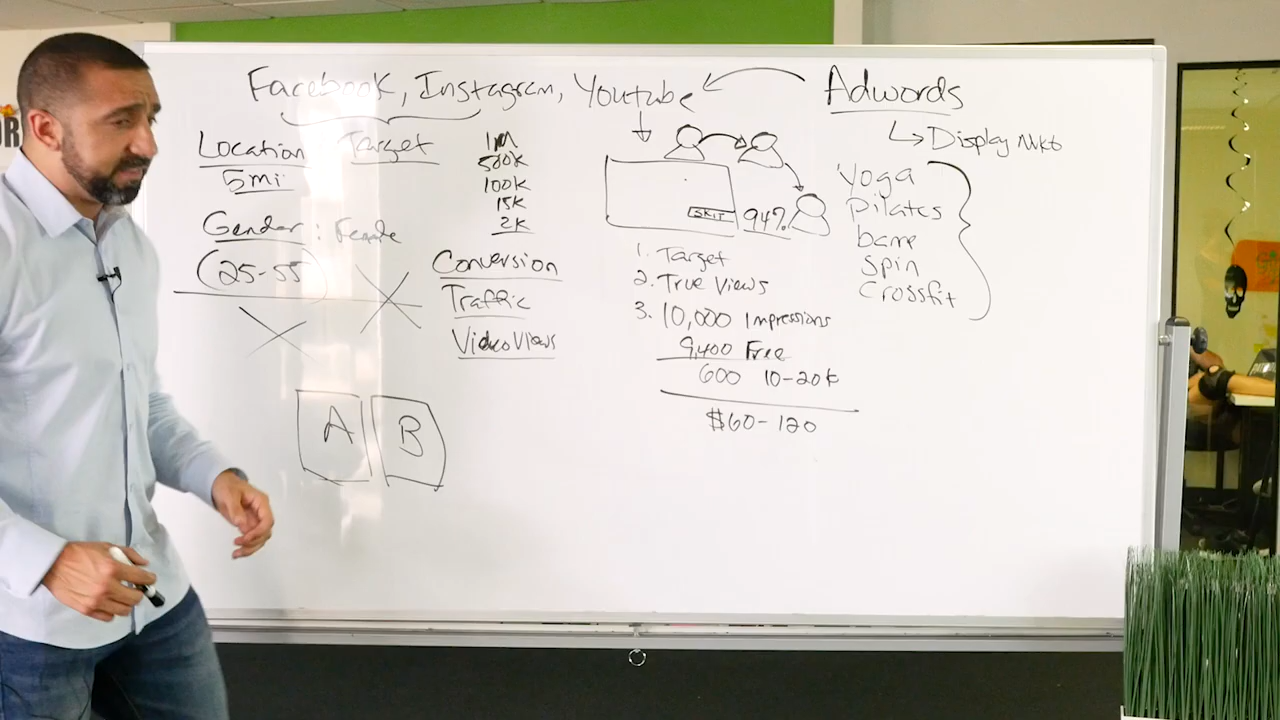 Facebook, Instagram, Youtube
Adwords
Display Nwk
Location
Target
5mi
Gender : Female
(25-55)
1M
500K
100K
15K
2K
Conversion
Traffic
Video Views
A
B
SKIP
94%
1. Target
2. True Views
3. 10,000 Impressions
9,400 Free
600 10-20¢
$60-120
Yoga
Pilates
barre
Spin
Crossfit
OR